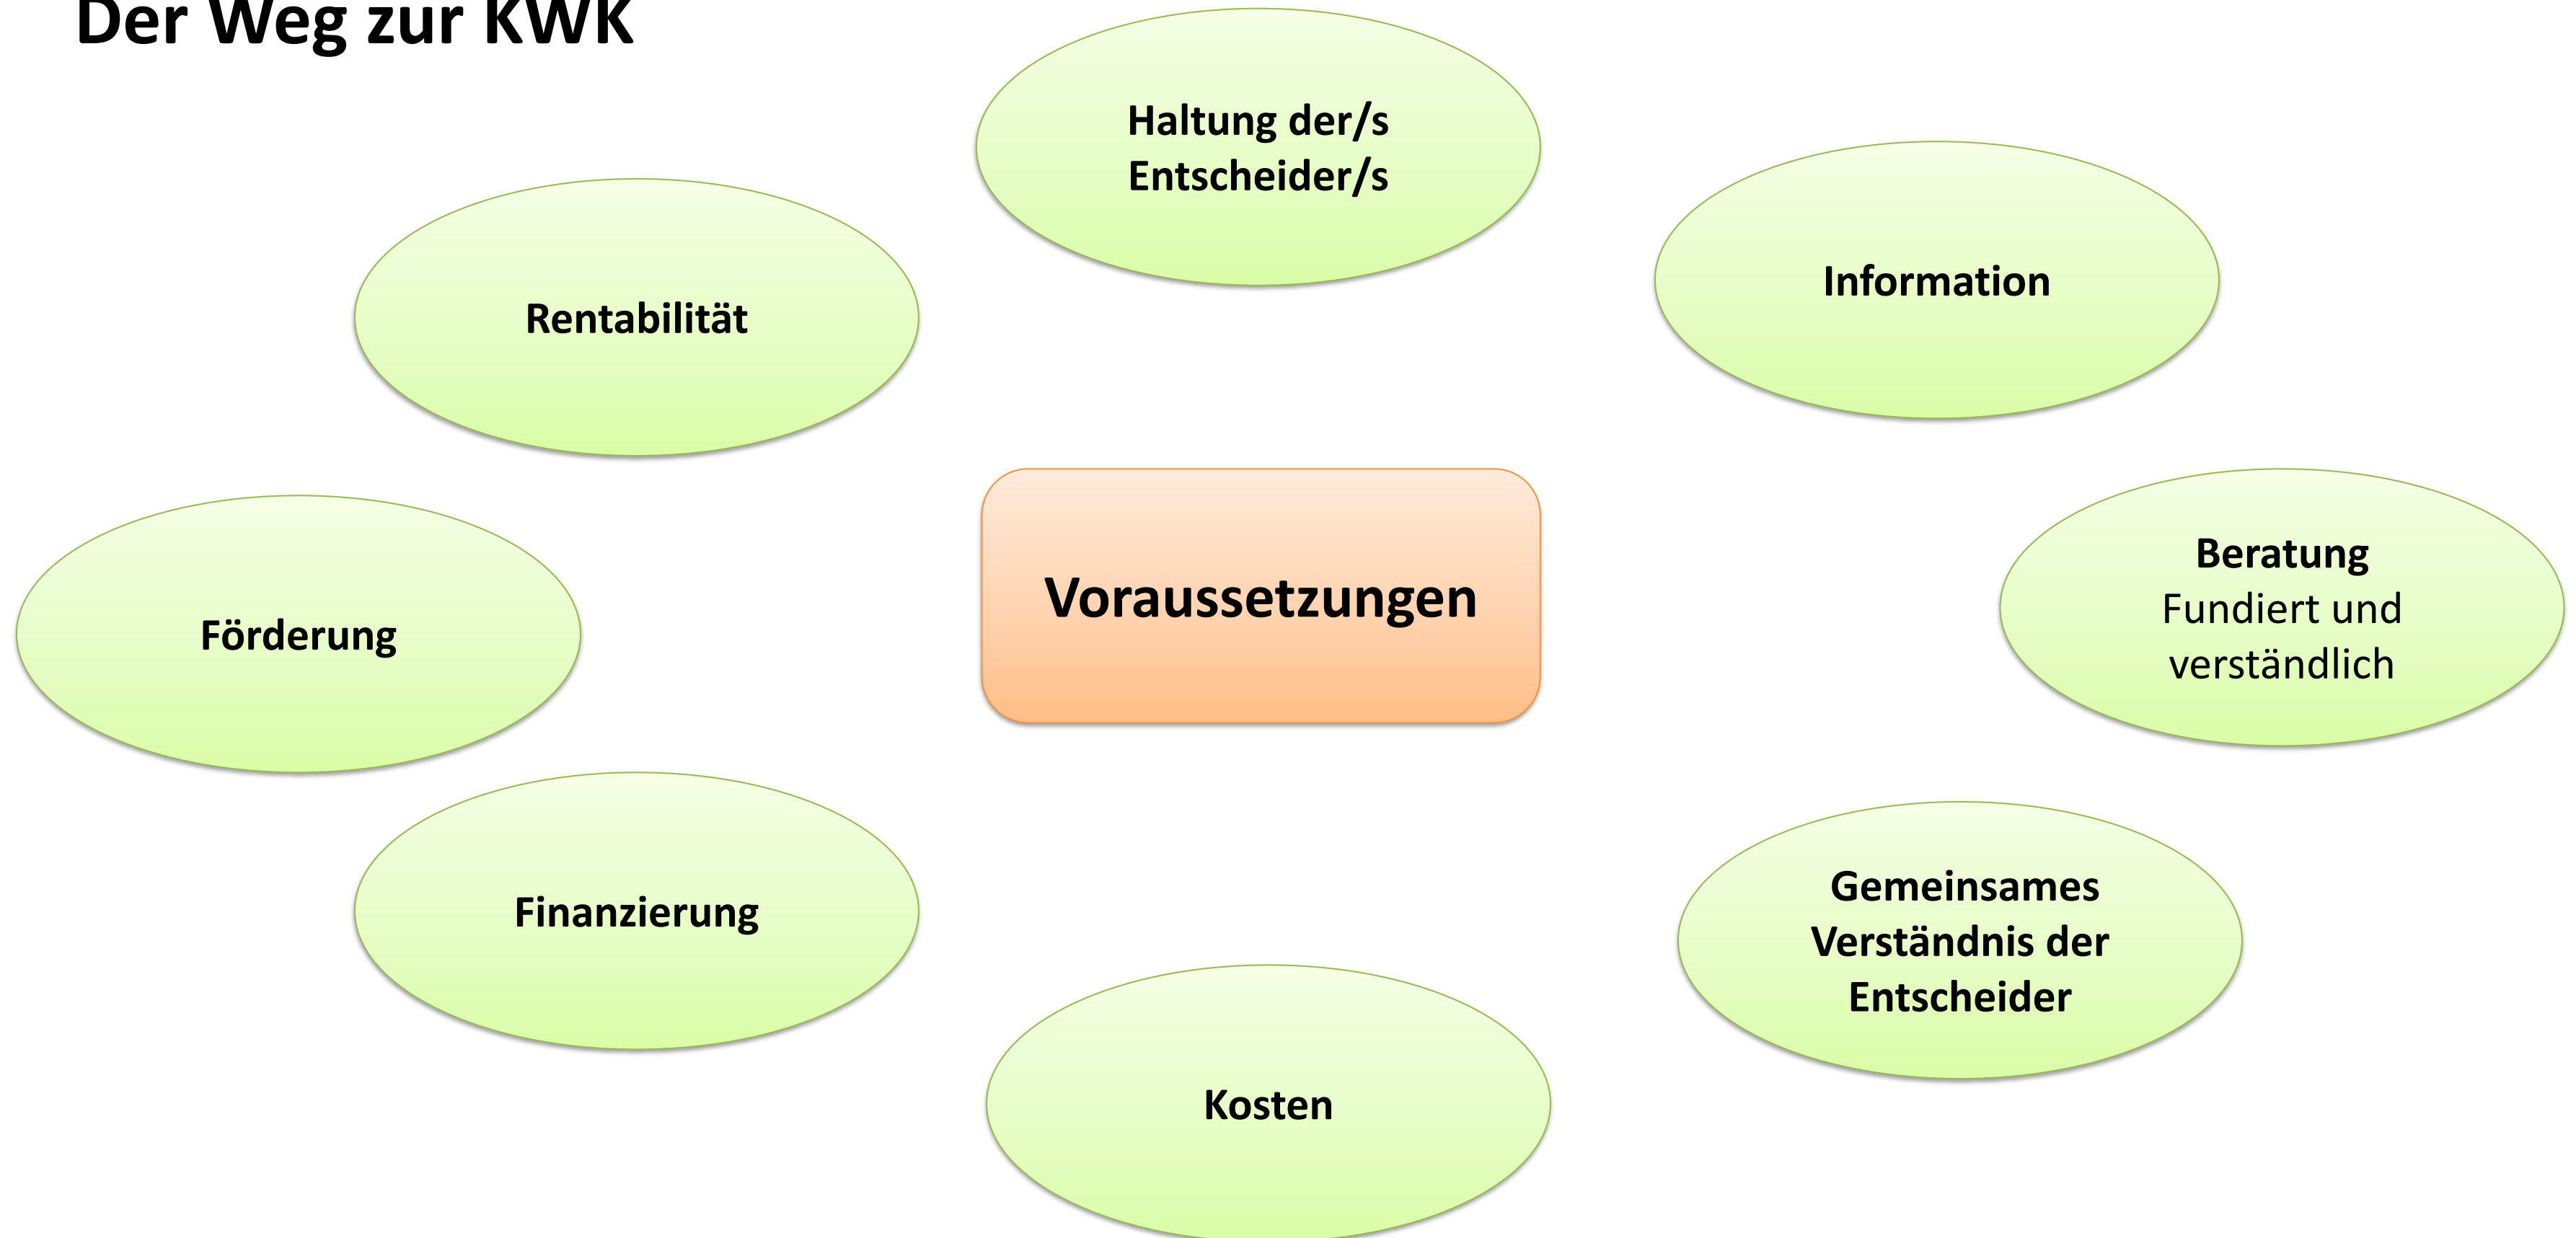 Der Weg zur KWK
Haltung der/s
Entscheider/s
Information
Rentabilität
Beratung
Fundiert und
verständlich
Voraussetzungen
Förderung
Gemeinsames
Verständnis der
Entscheider
Finanzierung
Kosten